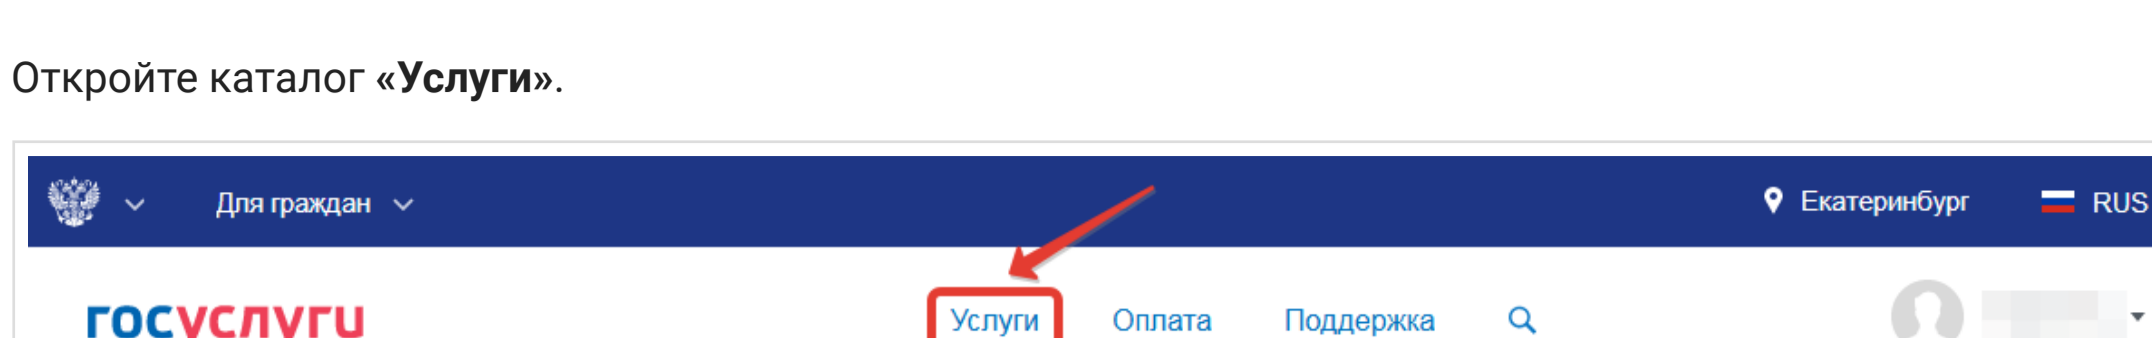 Откройте каталог «Услуги».
Для граждан
Екатеринбург
RUS
госуслуги
Услуги
Оплата
Поддержка